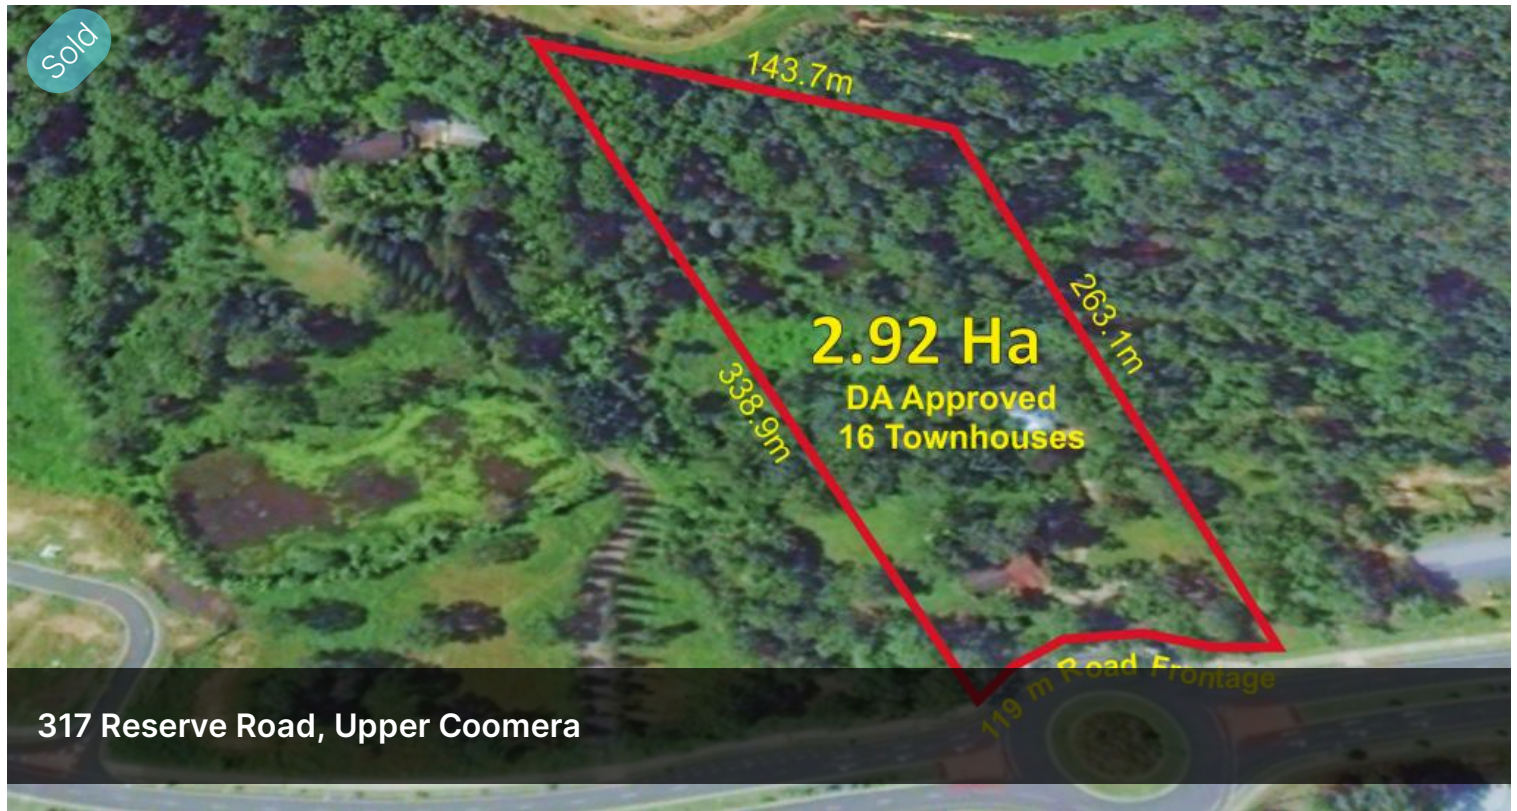 Sold
143.7m
263.1m
2.92 Ha
DA Approved
16 Townhouses
338.9m
119 m Road Frontage
317 Reserve Road, Upper Coomera